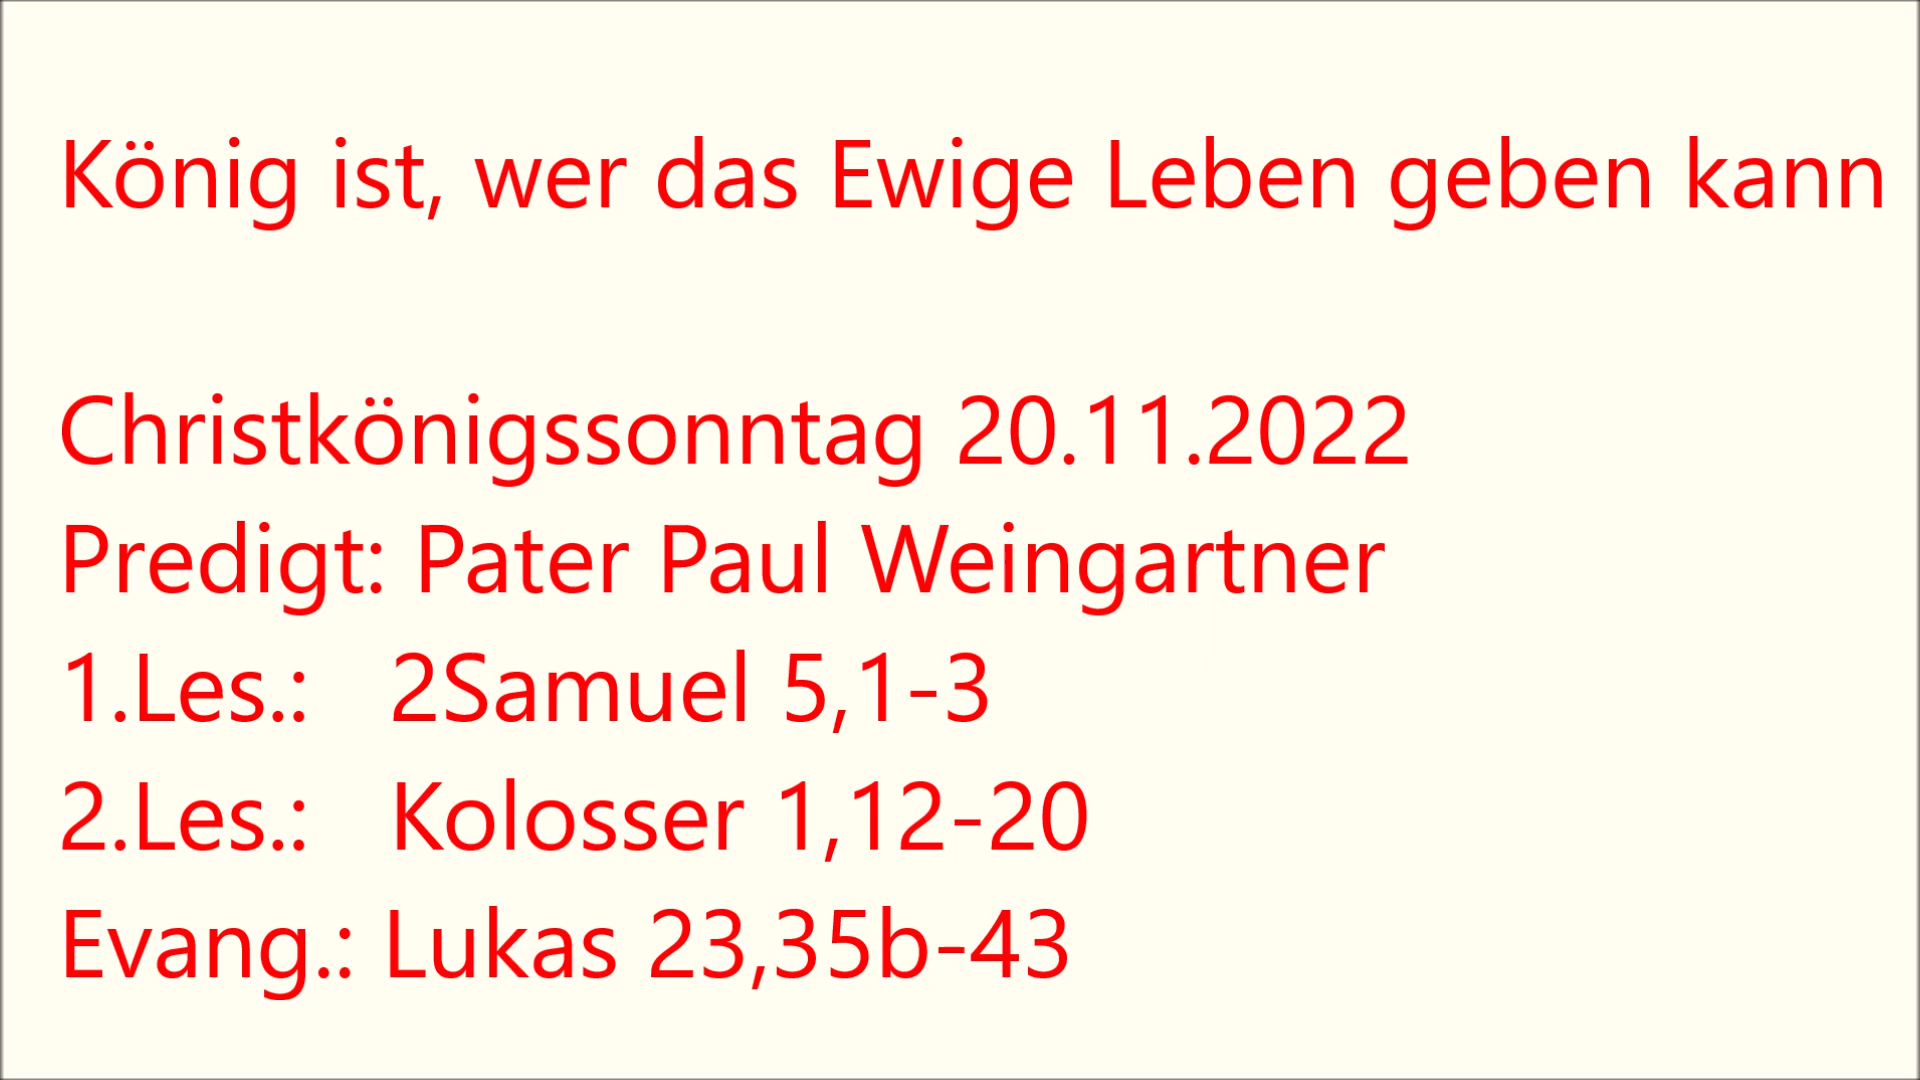 König ist, wer das Ewige Leben geben kann
Christkönigssonntag 20.11.2022
Predigt: Pater Paul Weingartner
1.Les.: 2Samuel 5,1-3
2.Les.: Kolosser 1,12-20
Evang.: Lukas 23,35b-43